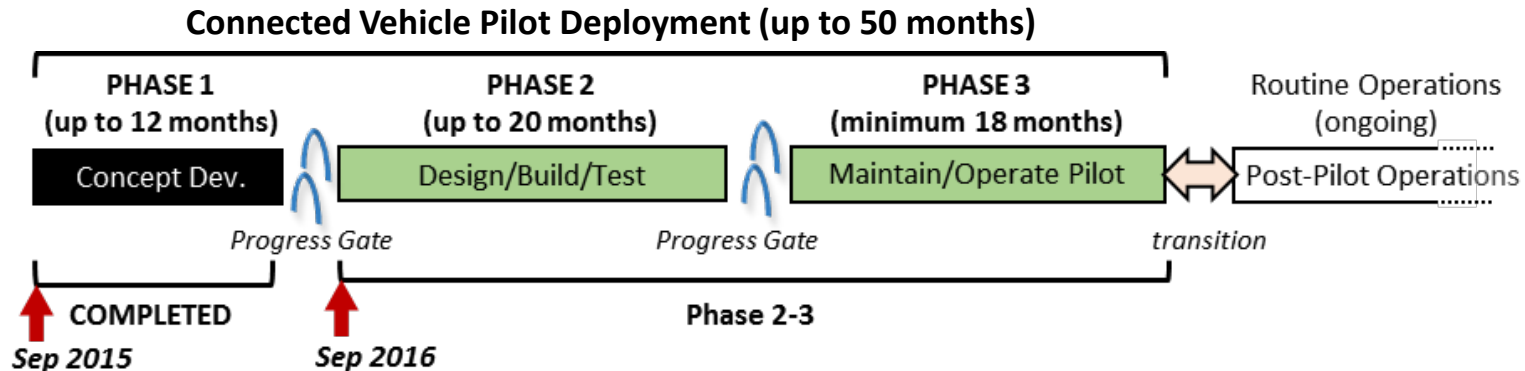 Connected Vehicle Pilot Deployment (up to 50 months)
PHASE 1
(up to 12 months)
PHASE 2
(up to 20 months)
PHASE 3
(minimum 18 months)
Routine Operations
(ongoing)
Concept Dev.
Design/Build/Test
Maintain/Operate Pilot
Post-Pilot Operations
Progress Gate
Progress Gate
transition
COMPLETED
Phase 2-3
Sep 2015
Sep 2016